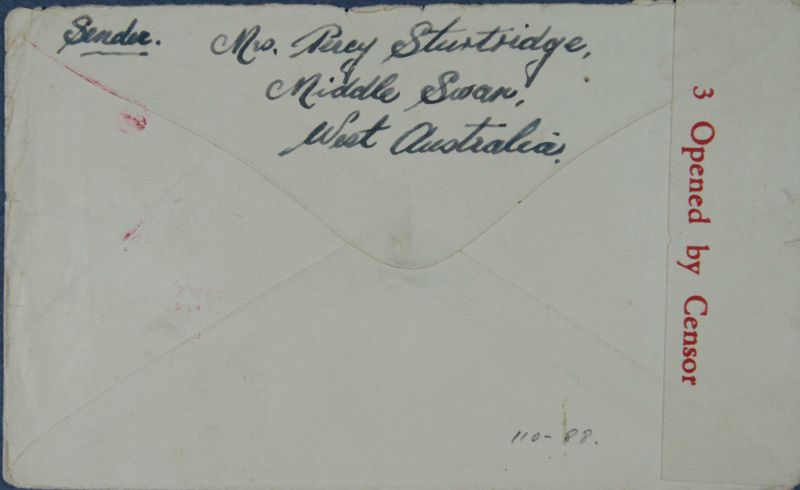 Sender. Mrs. Percy Sturtridge,
Middle Swan,
West Australia.
3 Opened by Censor
110-88.